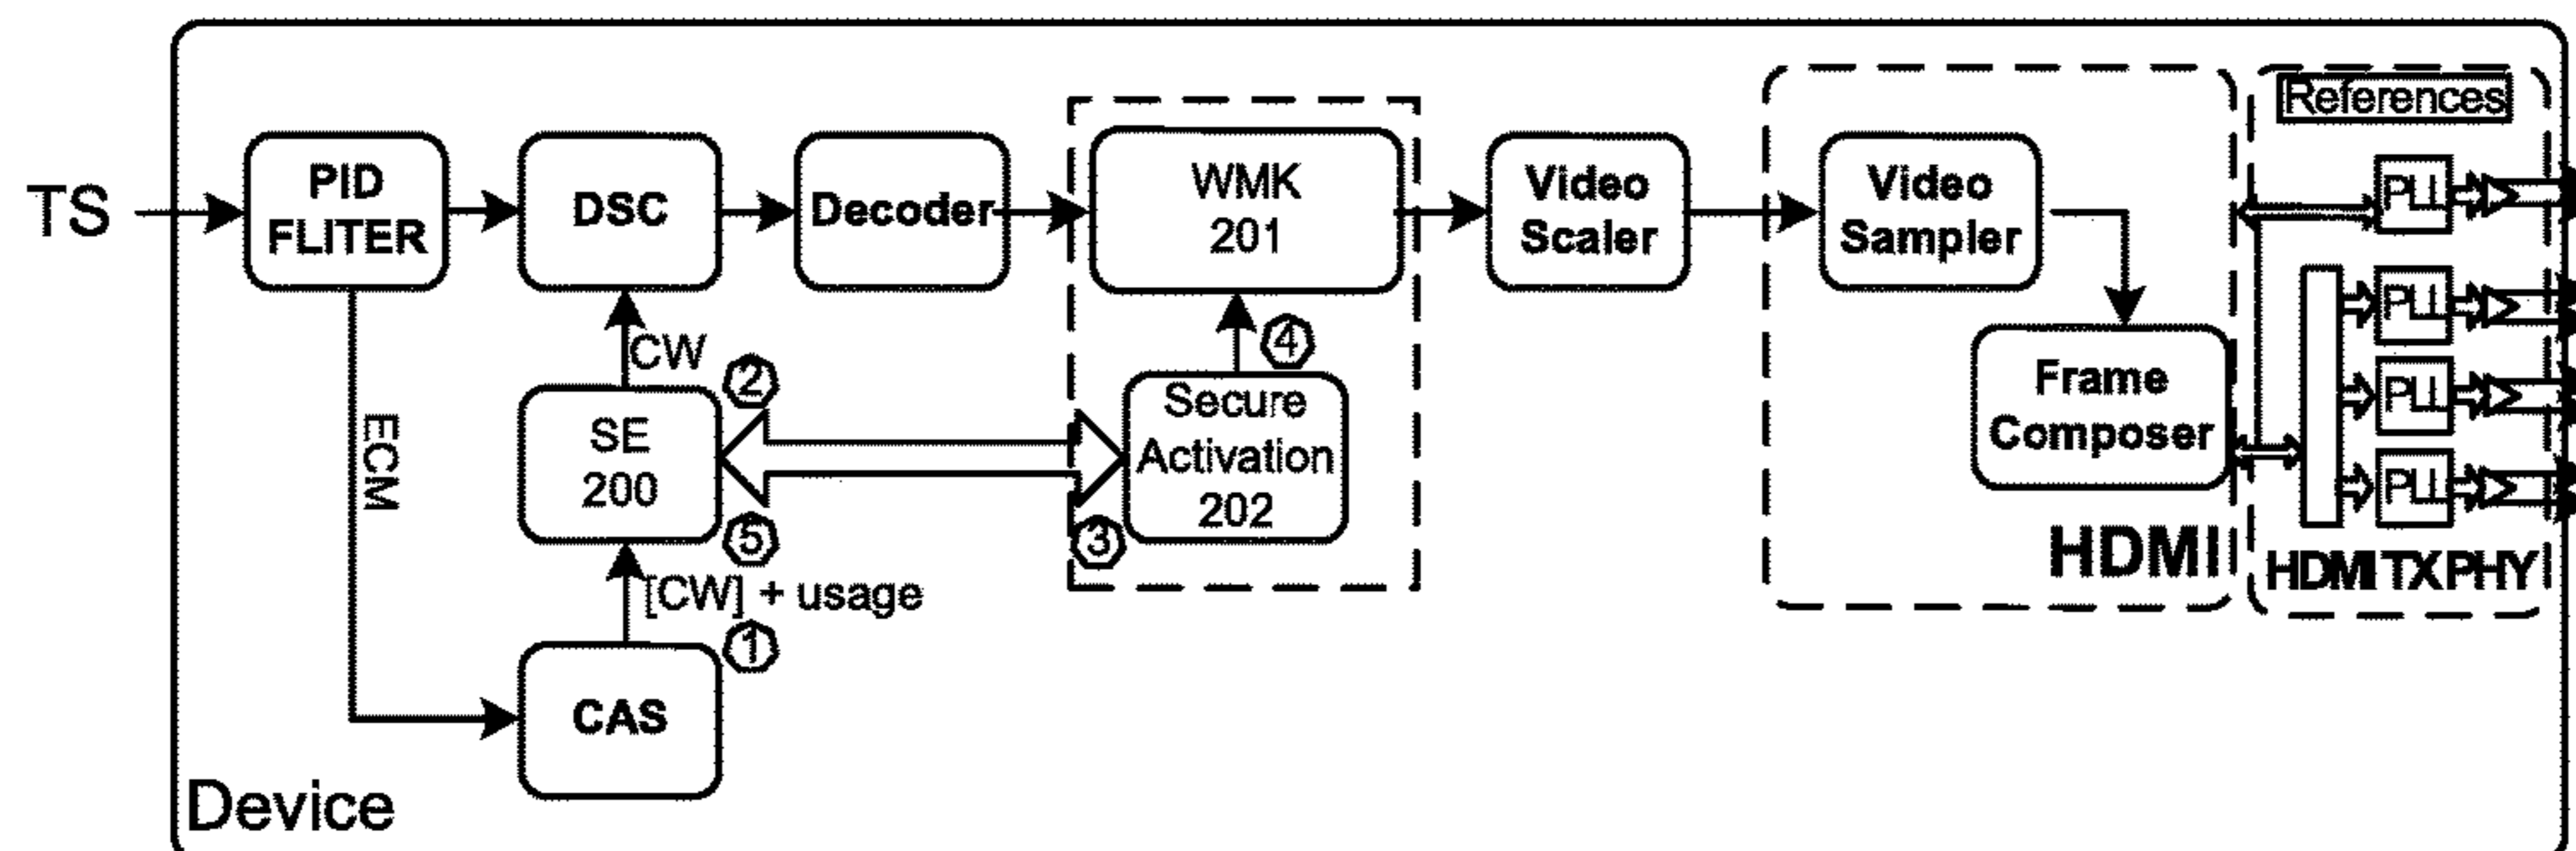 TS
PID
FLITER
DSC
Decoder
WMK
201
Video
Scaler
Video
Sampler
References
PLL
PLL
PLL
PLL
Frame
Composer
HDMI
HDMI TX PHY
CW
ECM
SE
200
②
⑤
③
④
Secure
Activation
202
[CW] + usage
①
CAS
Device